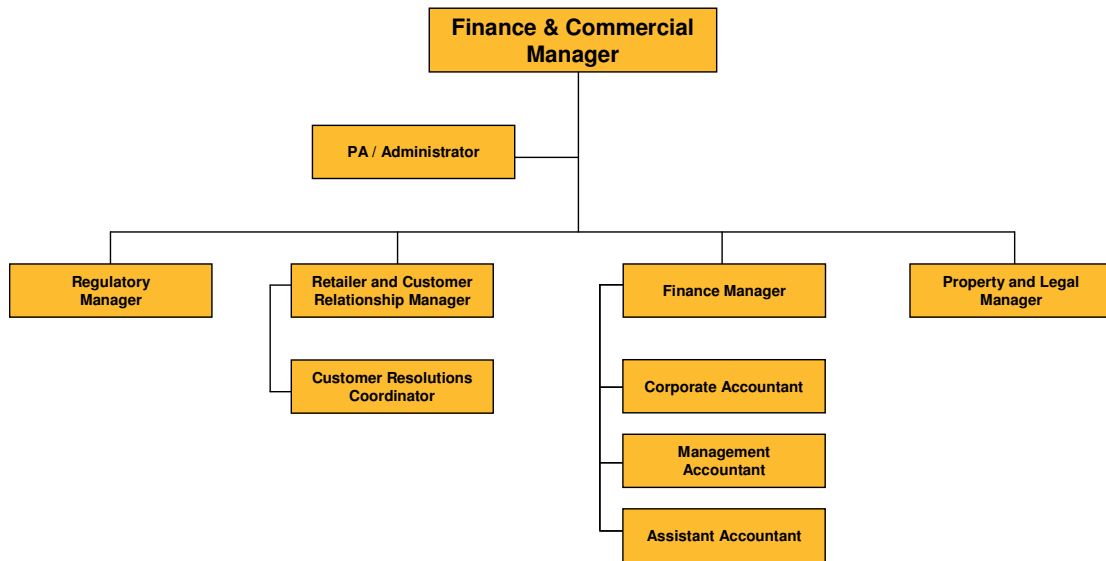 Finance & Commercial
Manager
PA / Administrator
Regulatory
Manager
Retailer and Customer
Relationship Manager
Finance Manager
Property and Legal
Manager
Customer Resolutions
Coordinator
Corporate Accountant
Management
Accountant
Assistant Accountant